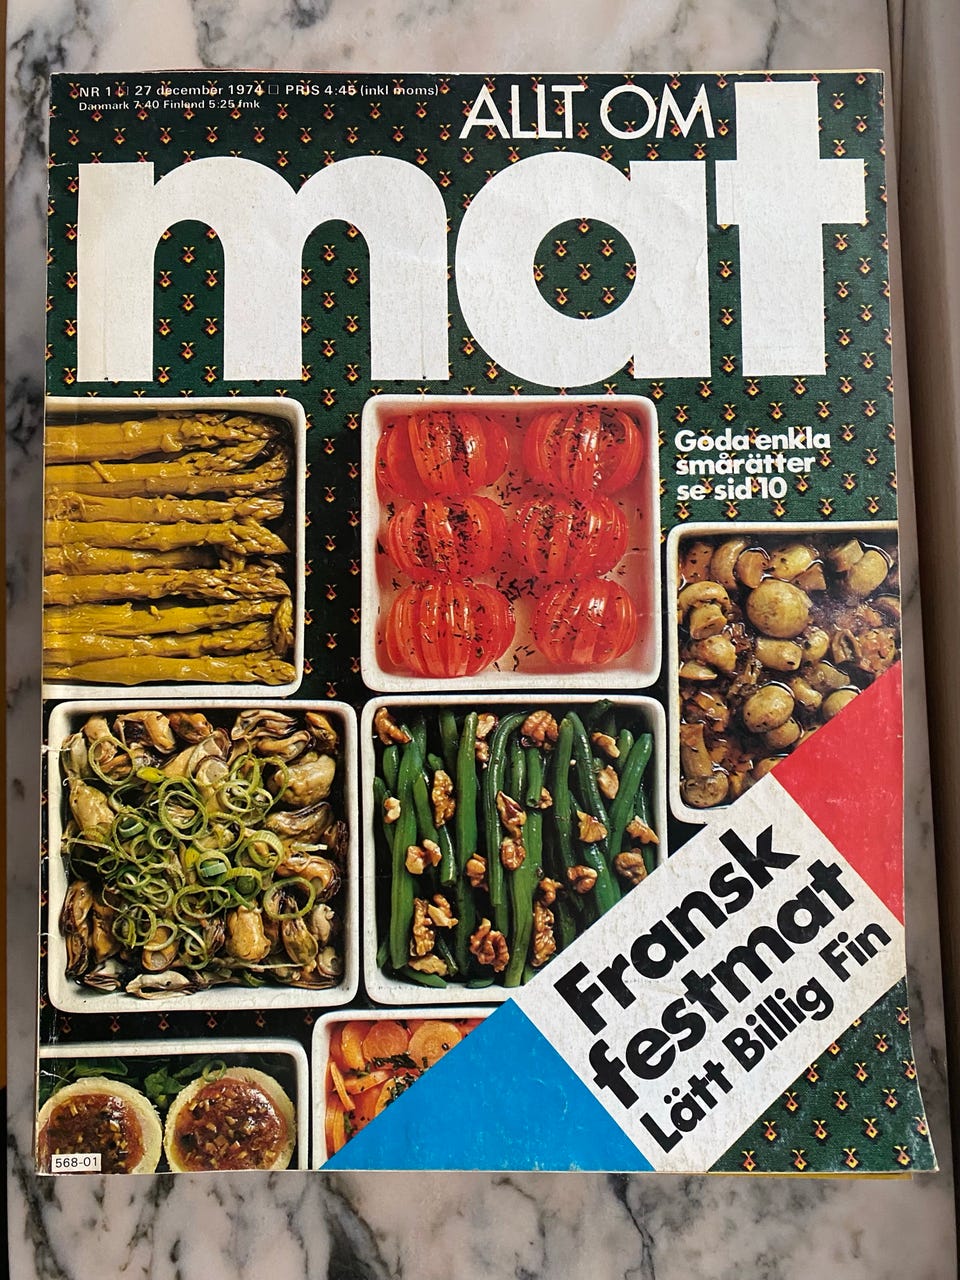 NR 1 □ 27 december 1974 □ PRIS 4:45 (inkl moms)
Danmark 7:40 Finland 5:25 fmk
ALLT OM
mat
Goda enkla
smårätter
se sid 10
Fransk
festmat
Lätt Billig Fin
568-01